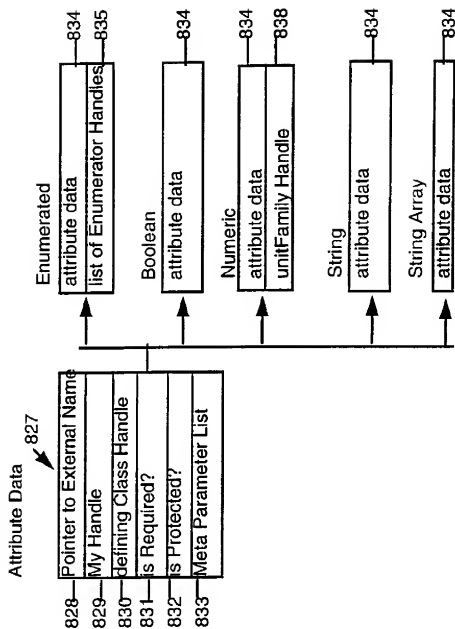 Attribute Data
827
828 Pointer to External Name
829 My Handle
830 defining Class Handle
831 is Required?
832 is Protected?
833 Meta Parameter List
Enumerated
attribute data 834
list of Enumerator Handles 835
Boolean
attribute data 834
Numeric
attribute data 834
unitFamily Handle 838
String
attribute data 834
String Array
attribute data 834